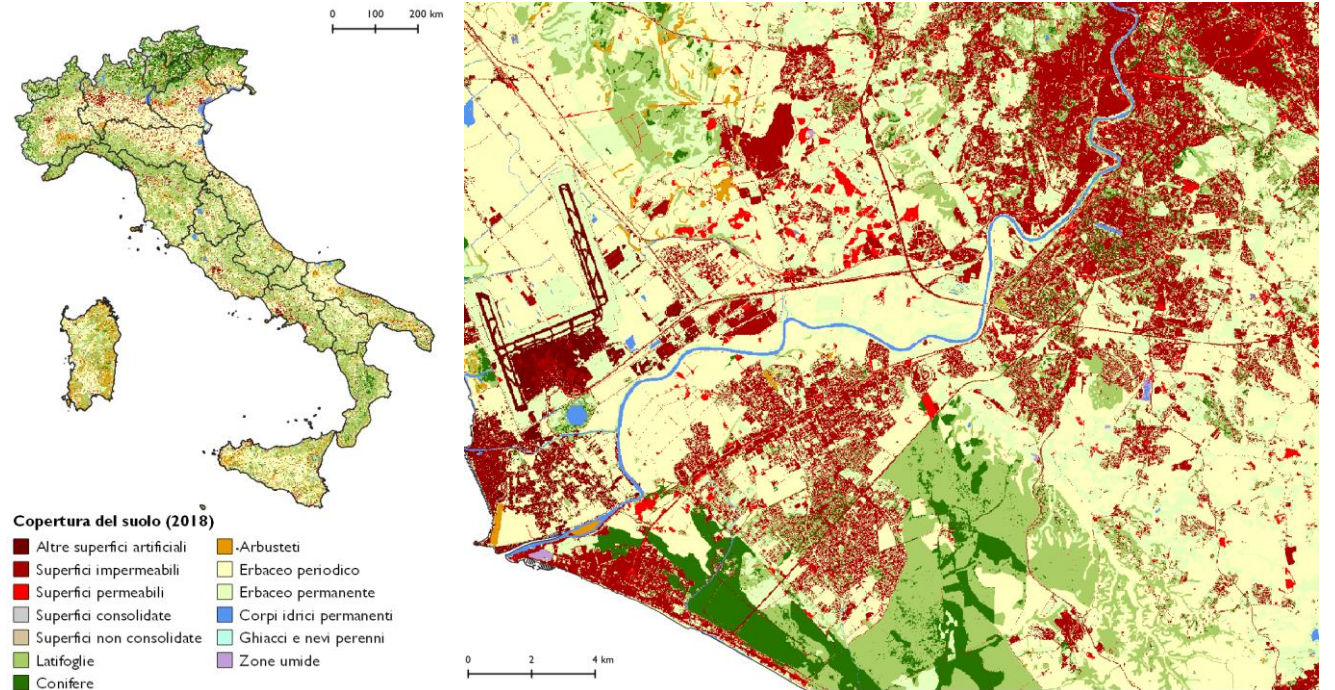 0 100 200 km
Copertura del suolo (2018)
Altre superfici artificiali
Superfici impermeabili
Superfici permeabili
Superfici consolidate
Superfici non consolidate
Latifoglie
Conifere
Arbusteti
Erbaceo periodico
Erbaceo permanente
Corpi idrici permanenti
Ghiacci e nevi perenni
Zone umide
0 2 4 km